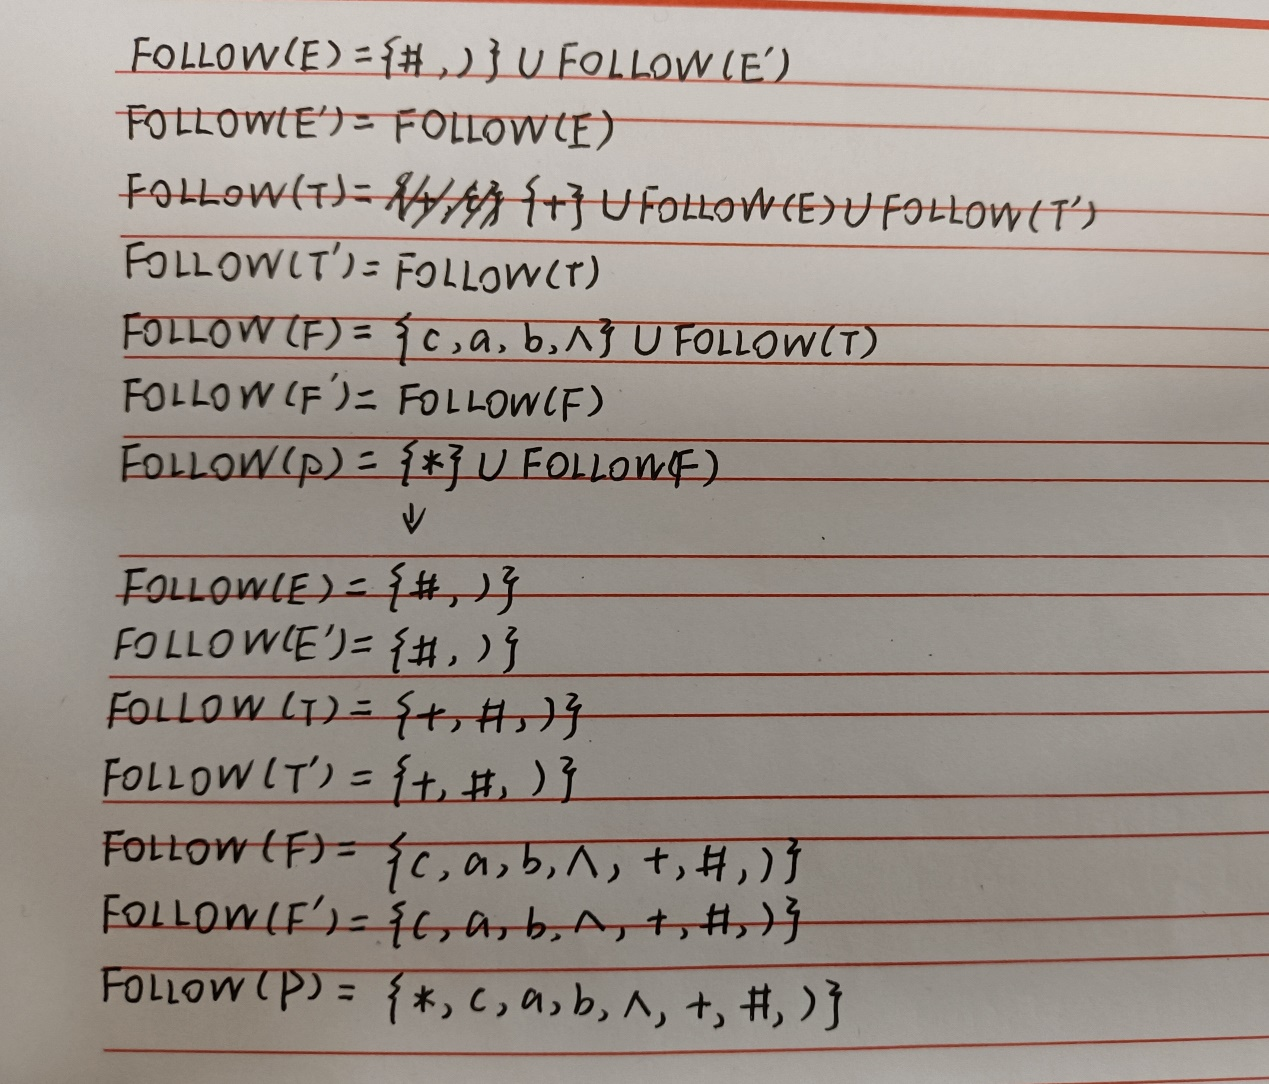 FOLLOW(E)={#,)}∪FOLLOW(E')
FOLLOW(E')=FOLLOW(E)
FOLLOW(T)={+}∪FOLLOW(E)∪FOLLOW(T')
FOLLOW(T')=FOLLOW(T)
FOLLOW(F)={c,a,b,∧}∪FOLLOW(T)
FOLLOW(F')=FOLLOW(F)
FOLLOW(P)={*}∪FOLLOW(F)
↓
FOLLOW(E)={#,)}
FOLLOW(E')={#,)}
FOLLOW(T)={+,#,)}
FOLLOW(T')={+,#,)}
FOLLOW(F)={c,a,b,∧,+,#,)}
FOLLOW(F')={c,a,b,∧,+,#,)}
FOLLOW(P)={*,c,a,b,∧,+,#,)}